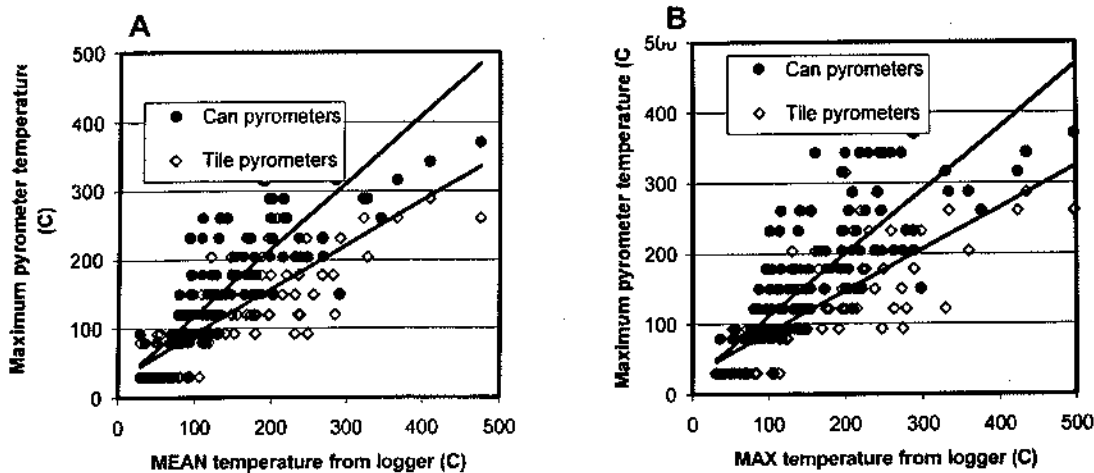 A
Maximum pyrometer temperature
(C)
500
400
300
200
100
0
Can pyrometers
Tile pyrometers
0 100 200 300 400 500
MEAN temperature from logger (C)
B
Maximum pyrometer temperature (C
500
400
300
200
100
0
Can pyrometers
Tile pyrometers
0 100 200 300 400 500
MAX temperature from logger (C)